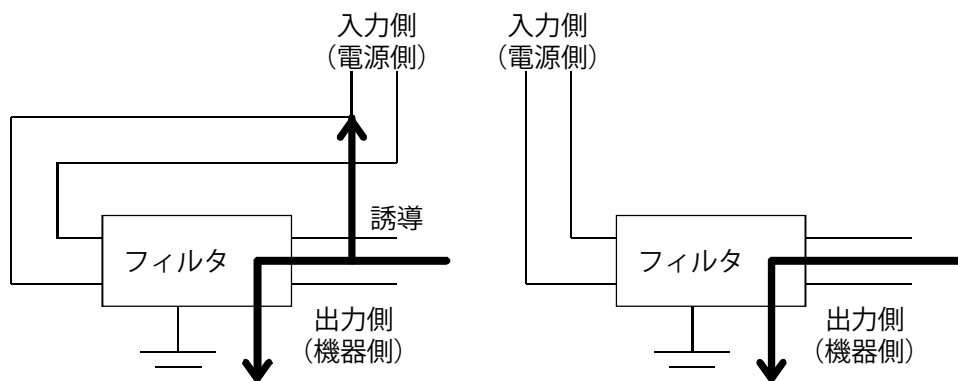 入力側
(電源側)
誘導
フィルタ
出力側
(機器側)
入力側
(電源側)
フィルタ
出力側
(機器側)